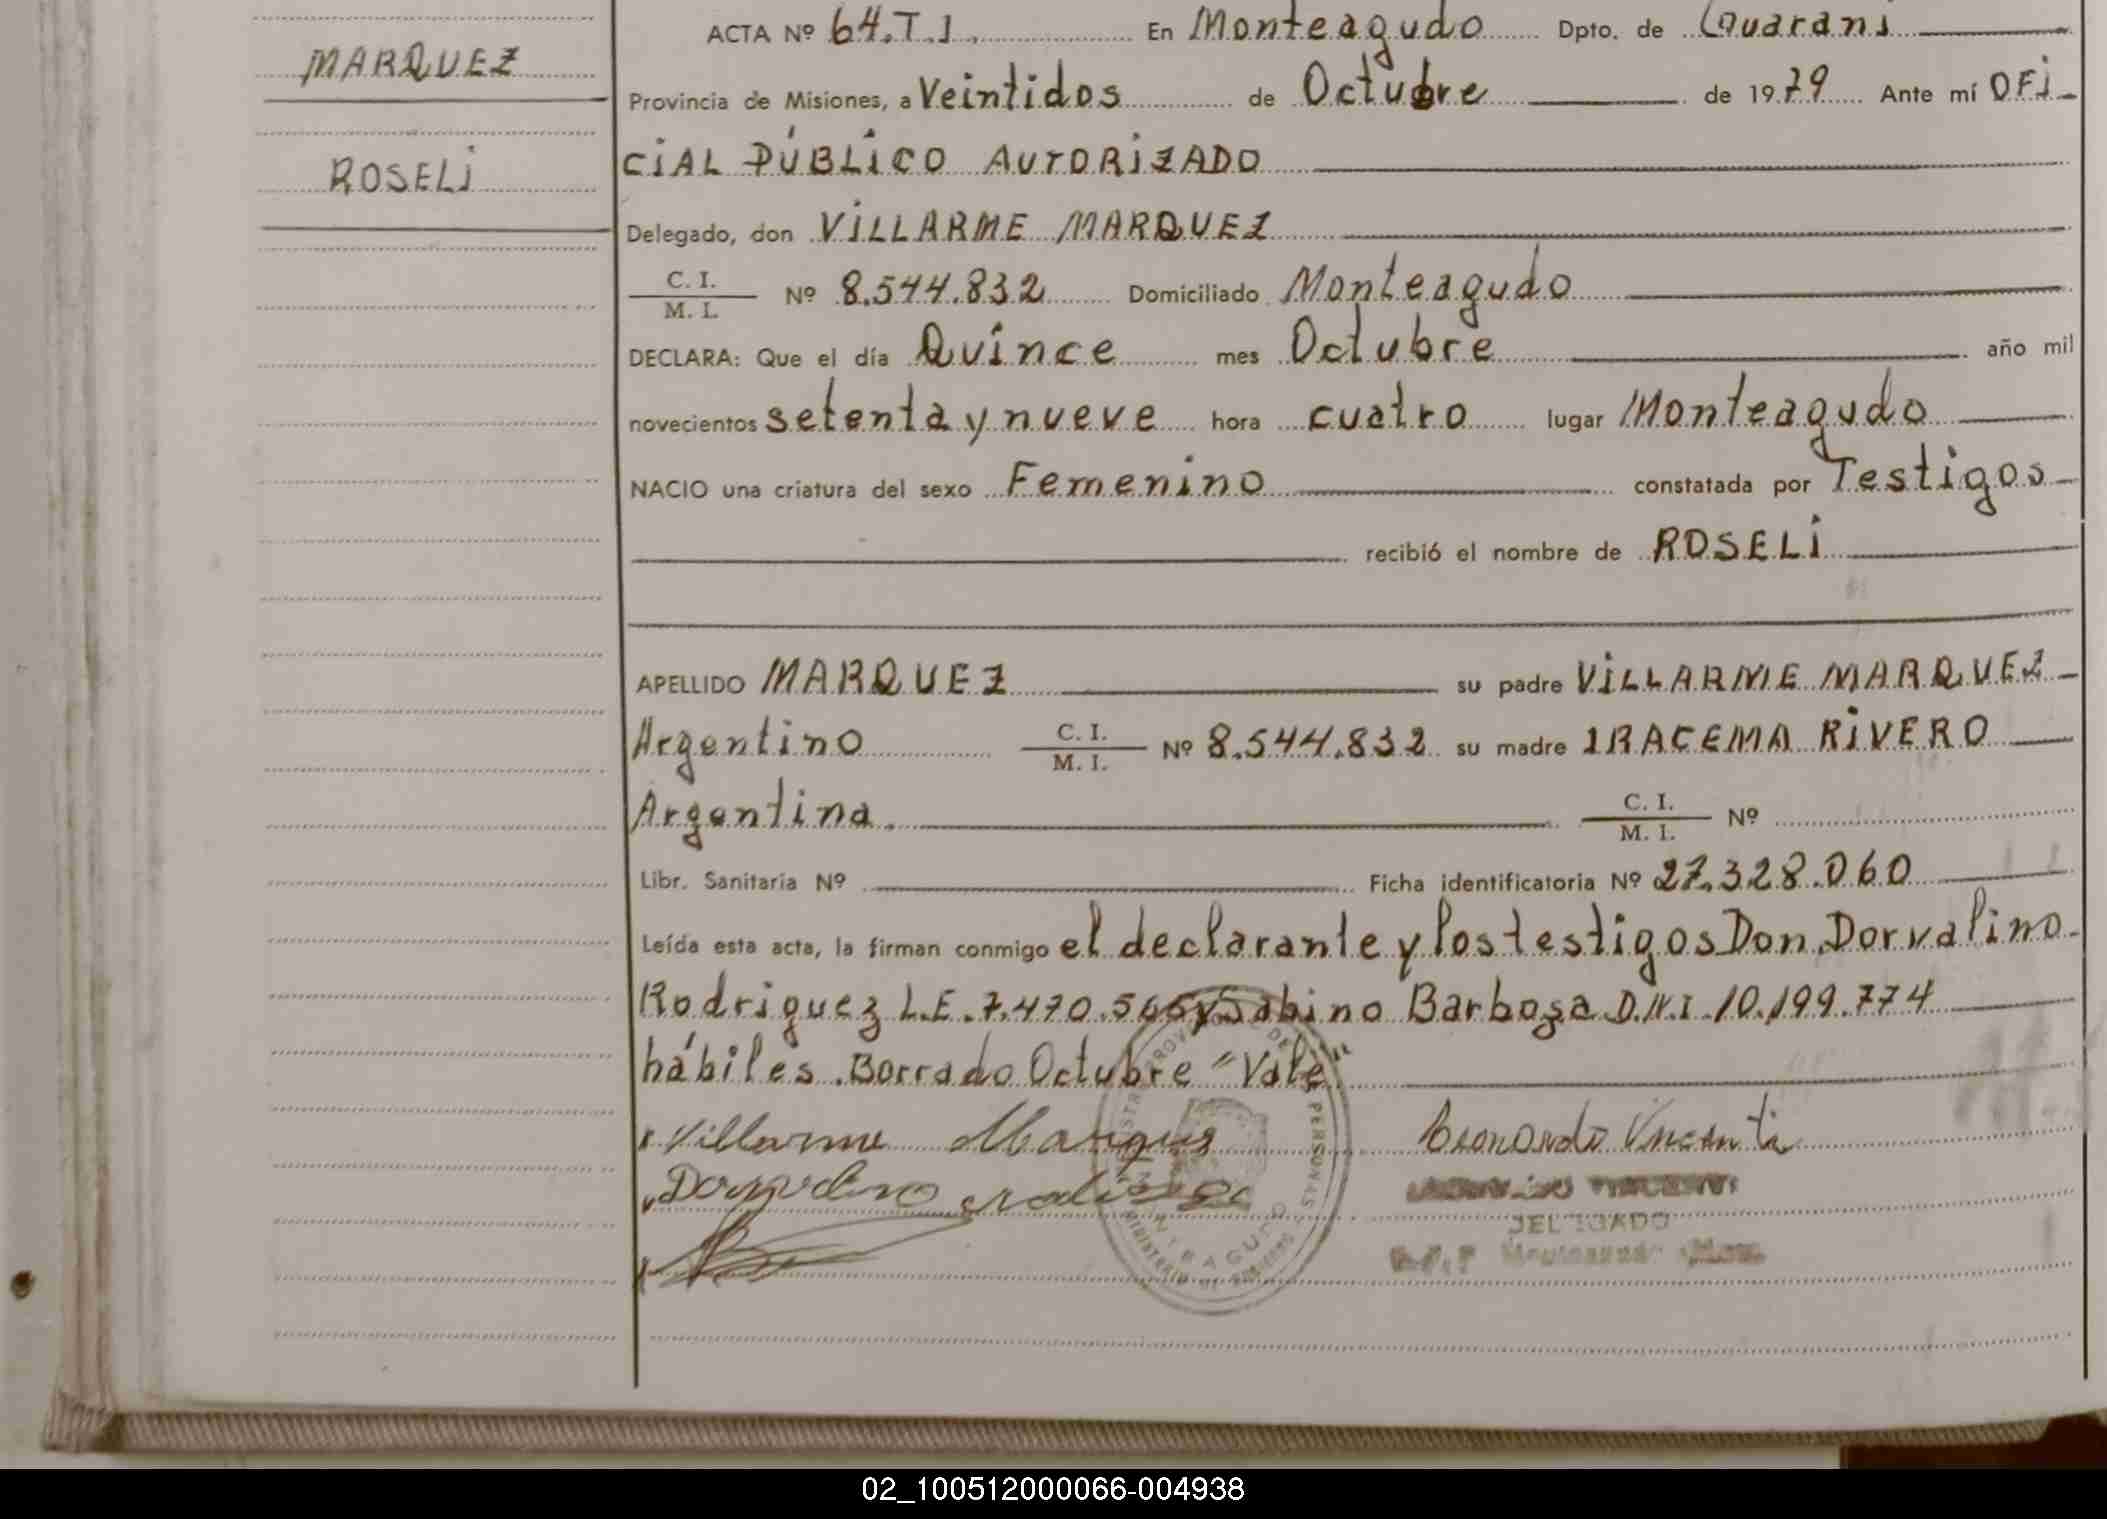 MARQUEZ
ROSELi
ACTA Nº 64.T.I. En Monteagudo Dpto. de Guaraní
Provincia de Misiones, a Veintidos de Octubre de 1979 Ante mí OFi
CiAL PÚBLiCO AUTORiZADO
Delegado, don ViLLARME MARQUEZ
C. I.
M. I. Nº 8.544.832 Domiciliado Monteagudo
DECLARA: Que el día Quince mes Octubre año mil
novecientos setenta y nueve hora cuatro lugar Monteagudo
NACIO una criatura del sexo Femenino constatada por Testigos
recibió el nombre de ROSELi
APELLIDO MARQUEZ su padre ViLLARME MARQUEZ
Argentino C. I.
M. I. Nº 8.544.832 su madre IRACEMA RiVERO
Argentina. C. I.
M. I. Nº
Libr. Sanitaria Nº Ficha identificatoria Nº 27.328.060
Leída esta acta, la firman conmigo el declarante y los testigos Don Dorvalino
Rodriguez L.E. y Sabino Barboza D.N.I. 10.199.774
hábiles. Borrado Octubre "Vale"
Villarme Marques
Leonardo Vincenti
DELEGADO
02_100512000066-004938